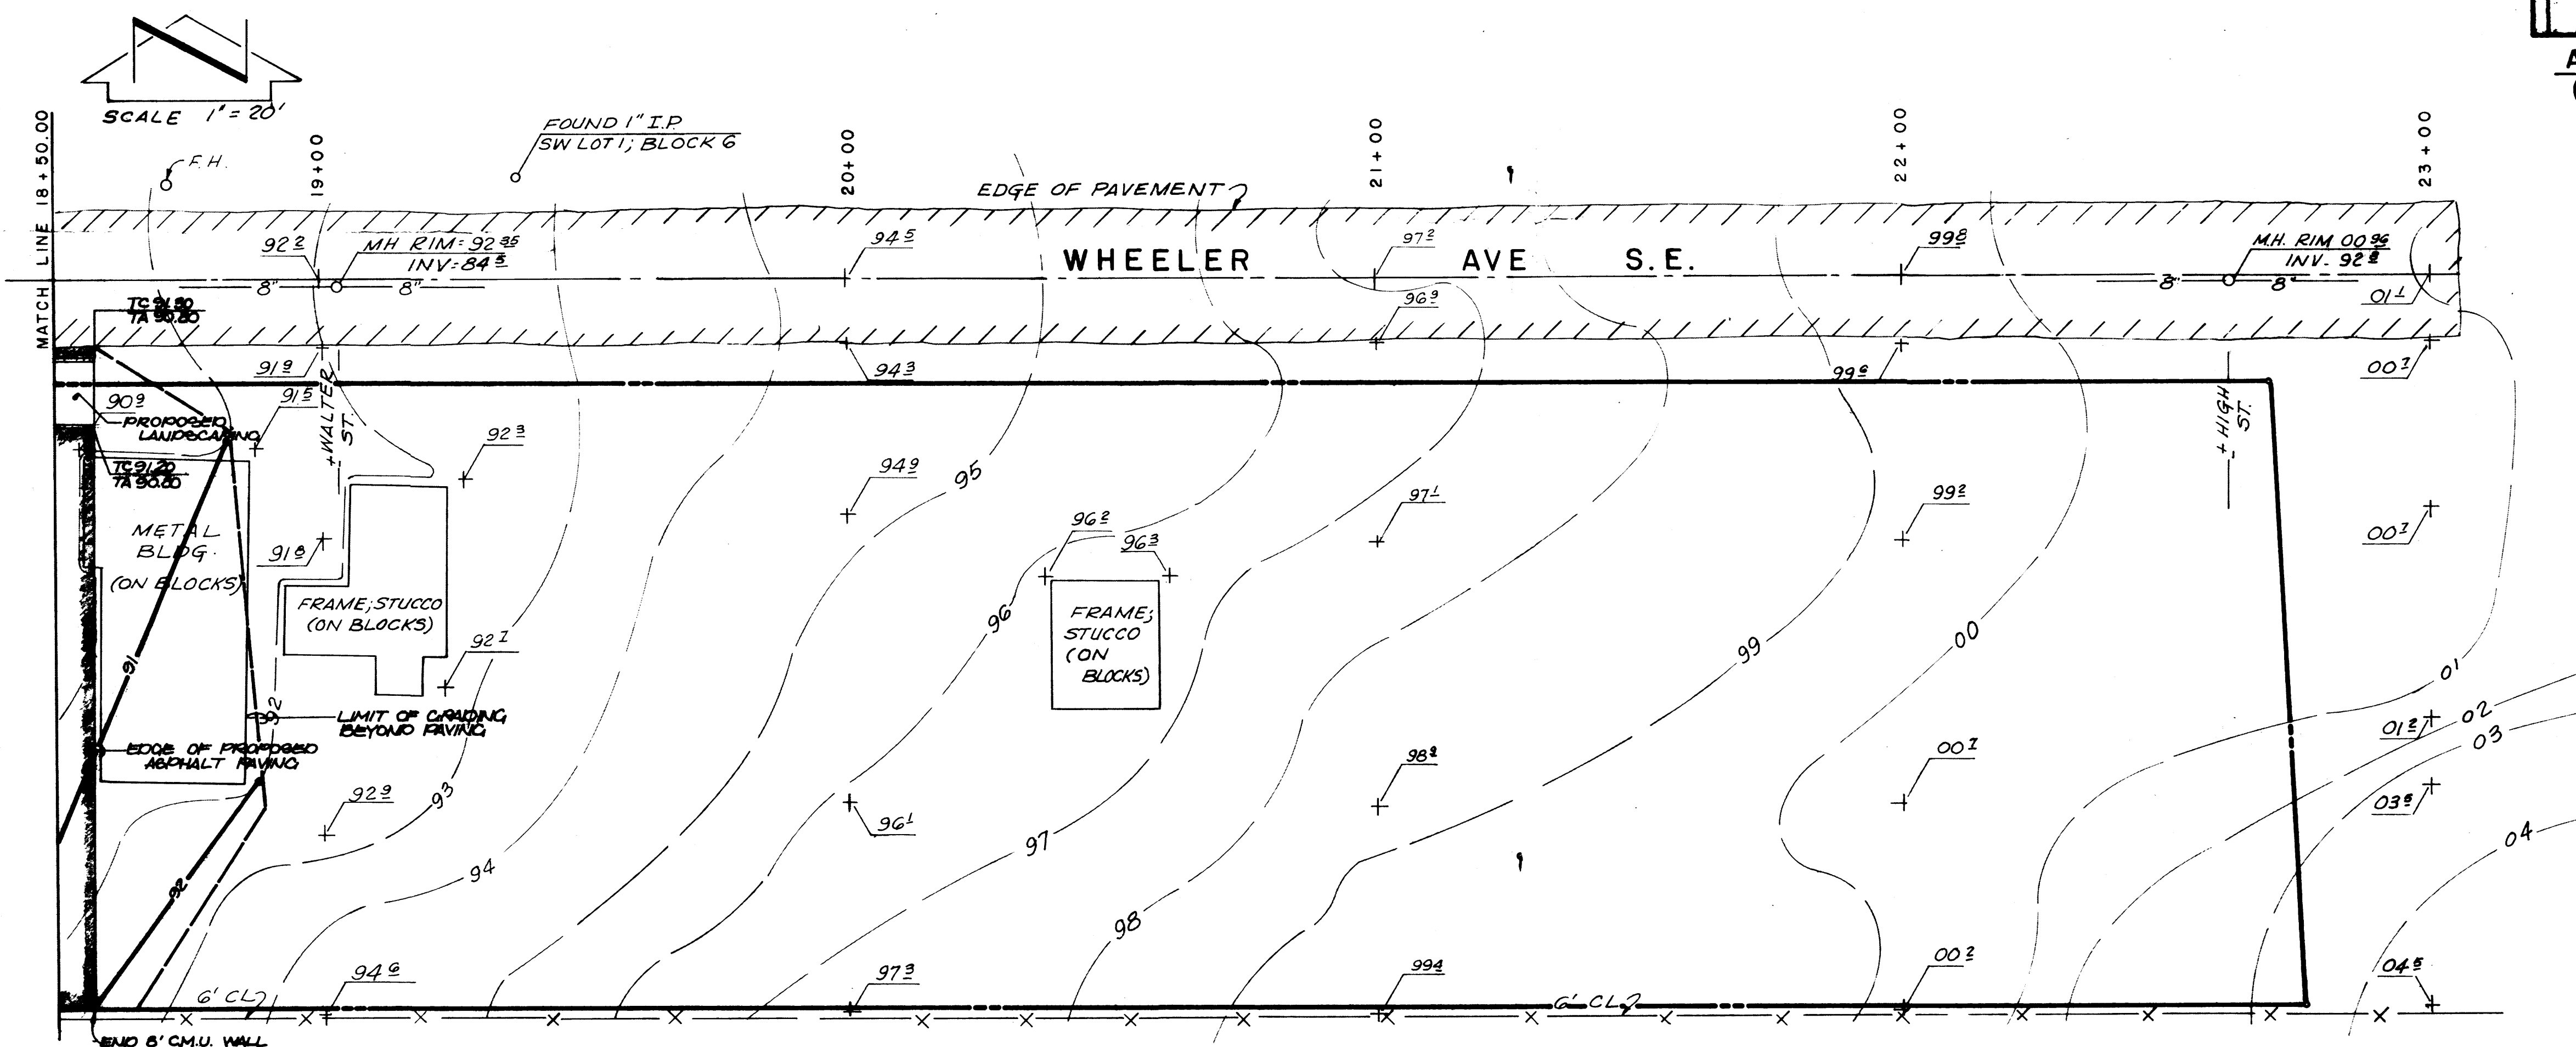 N
SCALE 1" = 20'
MATCH LINE 18+50.00
F.H.
19+00
FOUND 1" I.P.
SW LOT 1; BLOCK 6
20+00
EDGE OF PAVEMENT
21+00
22+00
23+00
92 2
MH RIM = 92 35
INV = 84 5
8"
8"
94 5
WHEELER AVE S.E.
97 2
99 8
M.H. RIM 00 96
8"
8"
01 1
TC 91.30
TA 90.80
96 9
91 9
94 3
99 6
00 7
90 9
91 5
WALTER
ST.
HIGH
ST.
PROPOSED
LANDSCAPING
92 3
94 9
95
97 1
99 2
TC 91.20
METAL
BLDG.
(ON BLOCKS)
91 8
96 2
96 3
00 7
FRAME; STUCCO
(ON BLOCKS)
96
FRAME;
STUCCO
(ON
BLOCKS)
92 7
99
00
01
91
92
LIMIT OF GRADING
BEYOND PAVING
01 2
02
03
EDGE OF PROPOSED
ASPHALT PAVING
98 2
00 7
92 9
93
96 1
97
03 5
04
92
94
98
94 6
97 3
99 4
00 2
04 5
6' CL
6' CL
END 8' C.M.U. WALL